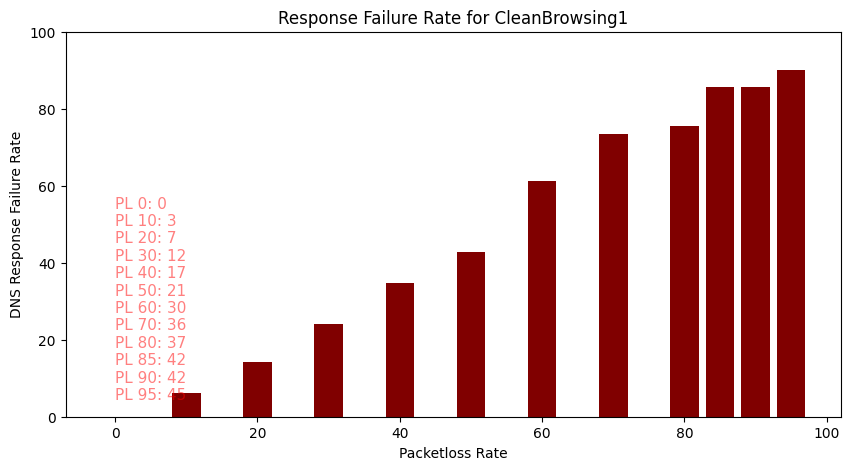 Response Failure Rate for CleanBrowsing1
DNS Response Failure Rate
100
80
60
40
20
0
PL 0: 0
PL 10: 3
PL 20: 7
PL 30: 12
PL 40: 17
PL 50: 21
PL 60: 30
PL 70: 36
PL 80: 37
PL 85: 42
PL 90: 42
PL 95: 45
0 20 40 60 80 100
Packetloss Rate